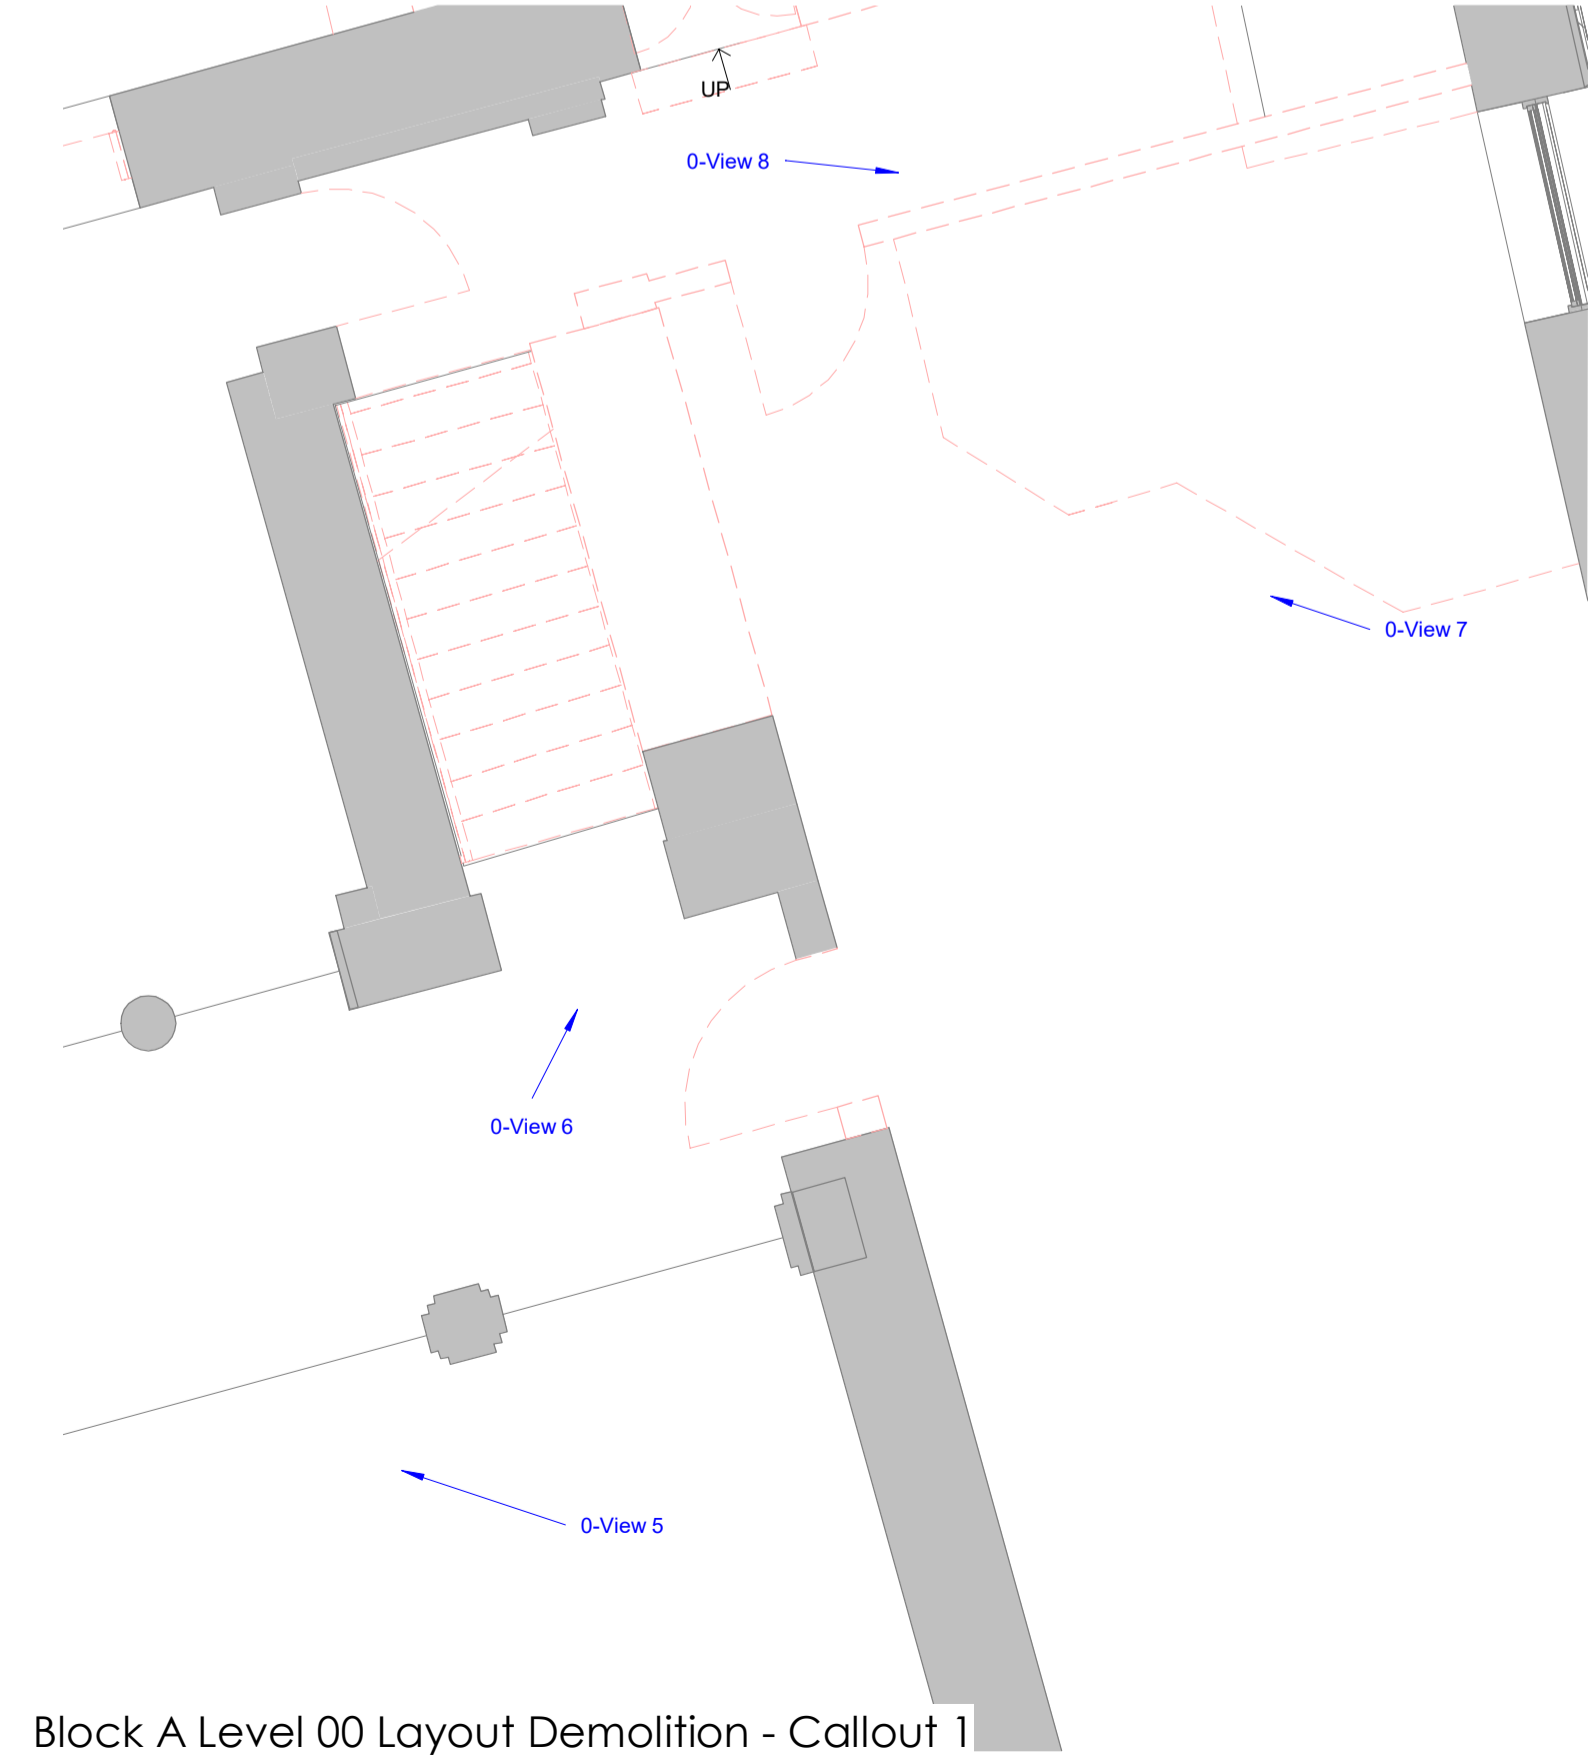 UP
0-View 8
0-View 7
0-View 6
0-View 5
Block A Level 00 Layout Demolition - Callout 1